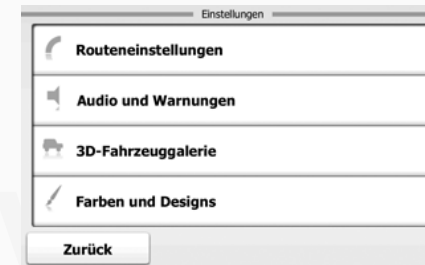 Einstellungen
Routeneinstellungen
Audio und Warnungen
3D-Fahrzeuggalerie
Farben und Designs
Zurück